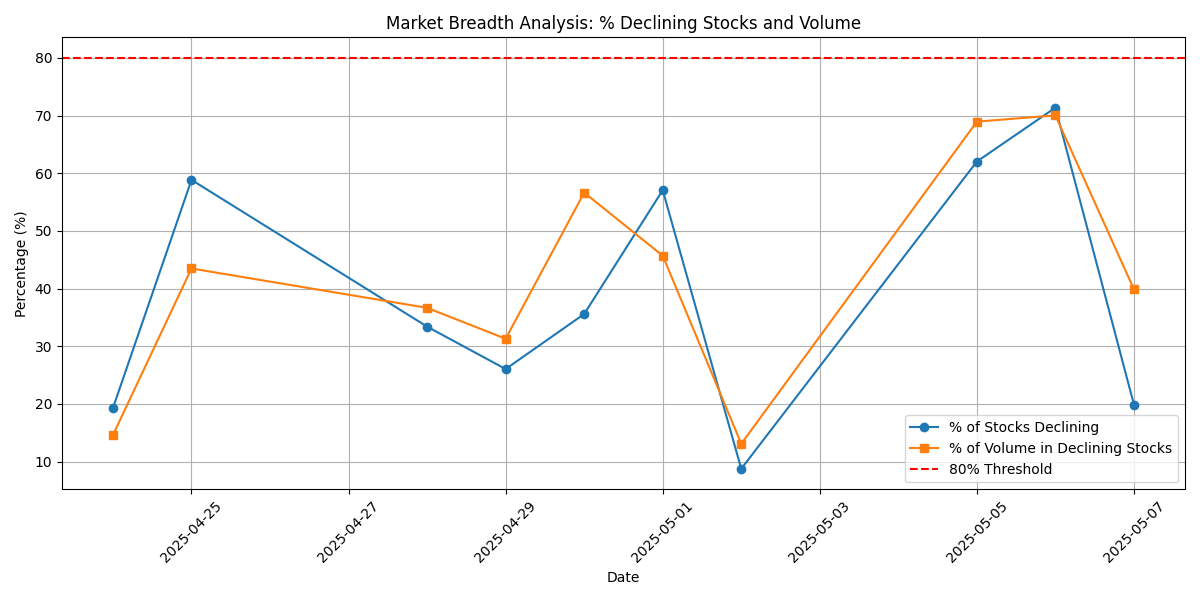 Market Breadth Analysis: % Declining Stocks and Volume
Percentage (%)
80
70
60
50
40
30
20
10
% of Stocks Declining
% of Volume in Declining Stocks
80% Threshold
2025-04-25
2025-04-27
2025-04-29
2025-05-01
2025-05-03
2025-05-05
2025-05-07
Date